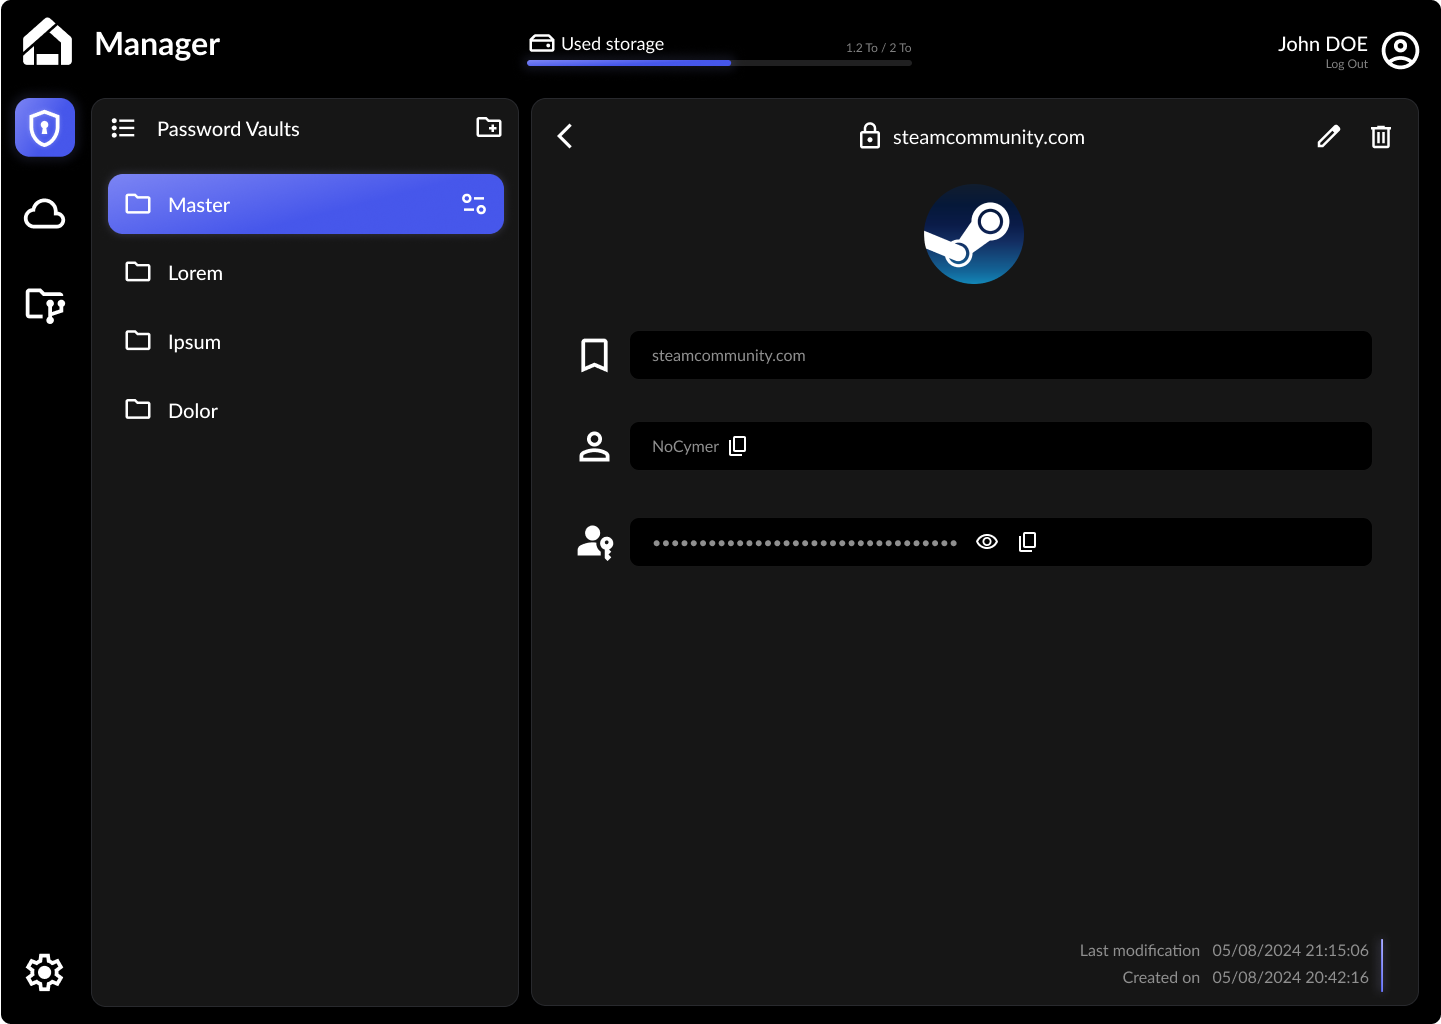 Manager
Used storage
1.2 To / 2 To
John DOE
Log Out
Password Vaults
Master
Lorem
Ipsum
Dolor
steamcommunity.com
steamcommunity.com
NoCymer
•••••••••••••••••••••••••••••••••
Last modification 05/08/2024 21:15:06
Created on 05/08/2024 20:42:16